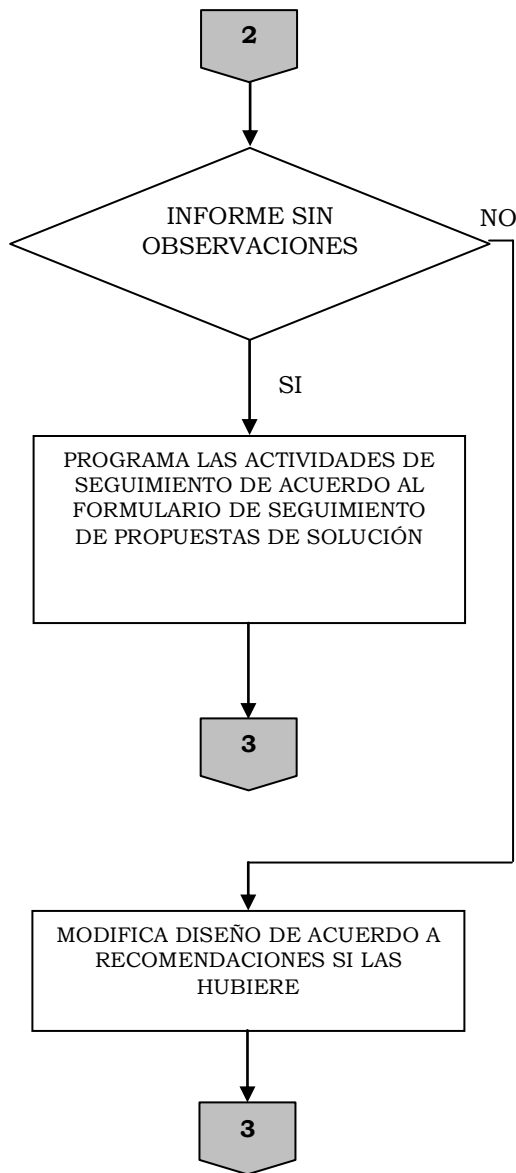 2
INFORME SIN
OBSERVACIONES
NO
SI
PROGRAMA LAS ACTIVIDADES DE
SEGUIMIENTO DE ACUERDO AL
FORMULARIO DE SEGUIMIENTO
DE PROPUESTAS DE SOLUCIÓN
3
MODIFICA DISEÑO DE ACUERDO A
RECOMENDACIONES SI LAS
HUBIERE
3